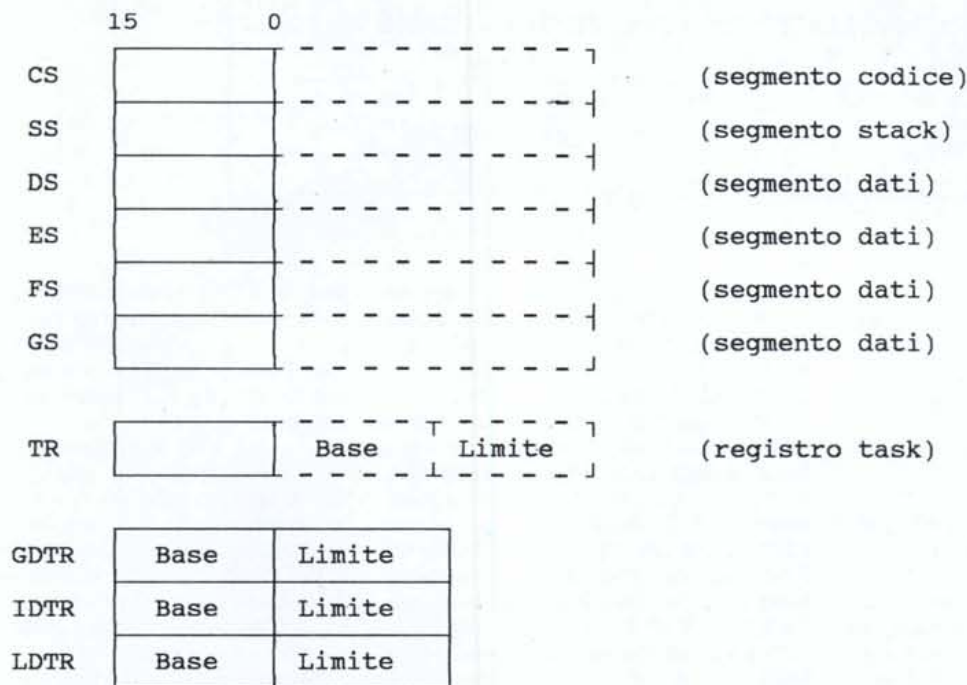 15 0
CS (segmento codice)
SS (segmento stack)
DS (segmento dati)
ES (segmento dati)
FS (segmento dati)
GS (segmento dati)
TR Base Limite (registro task)
GDTR Base Limite
IDTR Base Limite
LDTR Base Limite